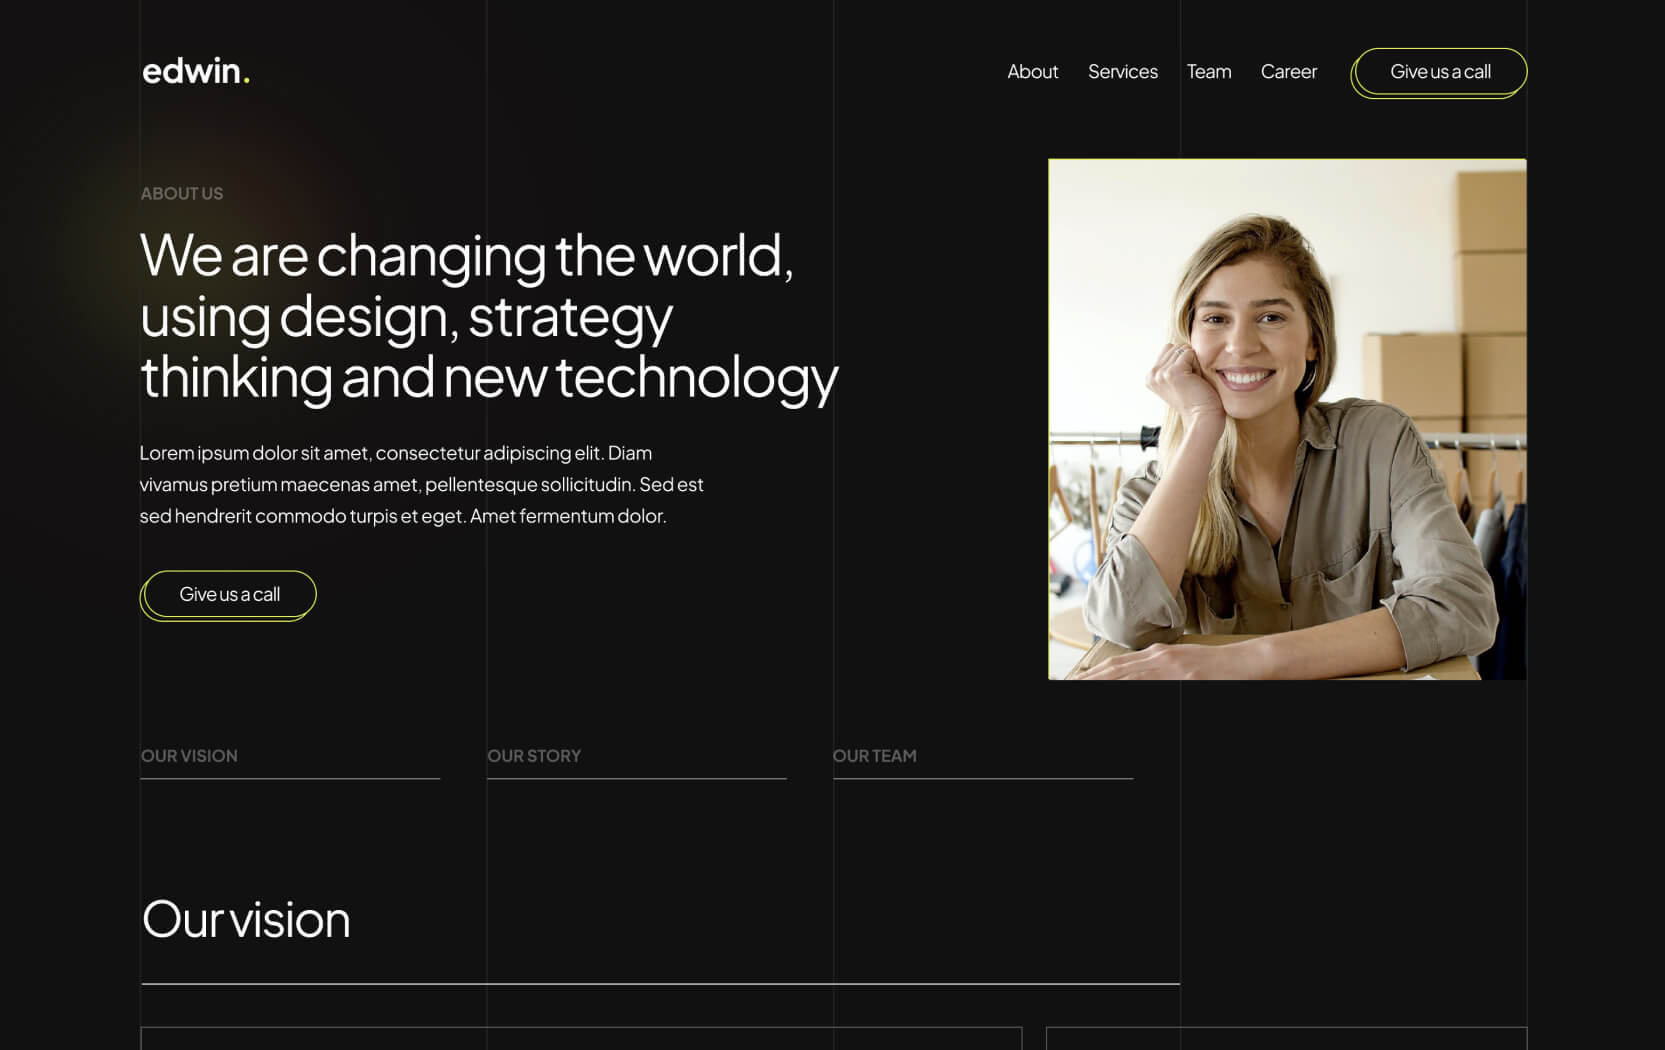 edwin.
About
Services
Team
Career
Give us a call
ABOUT US
We are changing the world,
using design, strategy
thinking and new technology
Lorem ipsum dolor sit amet, consectetur adipiscing elit. Diam
vivamus pretium maecenas amet, pellentesque sollicitudin. Sed est
sed hendrerit commodo turpis et eget. Amet fermentum dolor.
Give us a call
OUR VISION
OUR STORY
OUR TEAM
Our vision